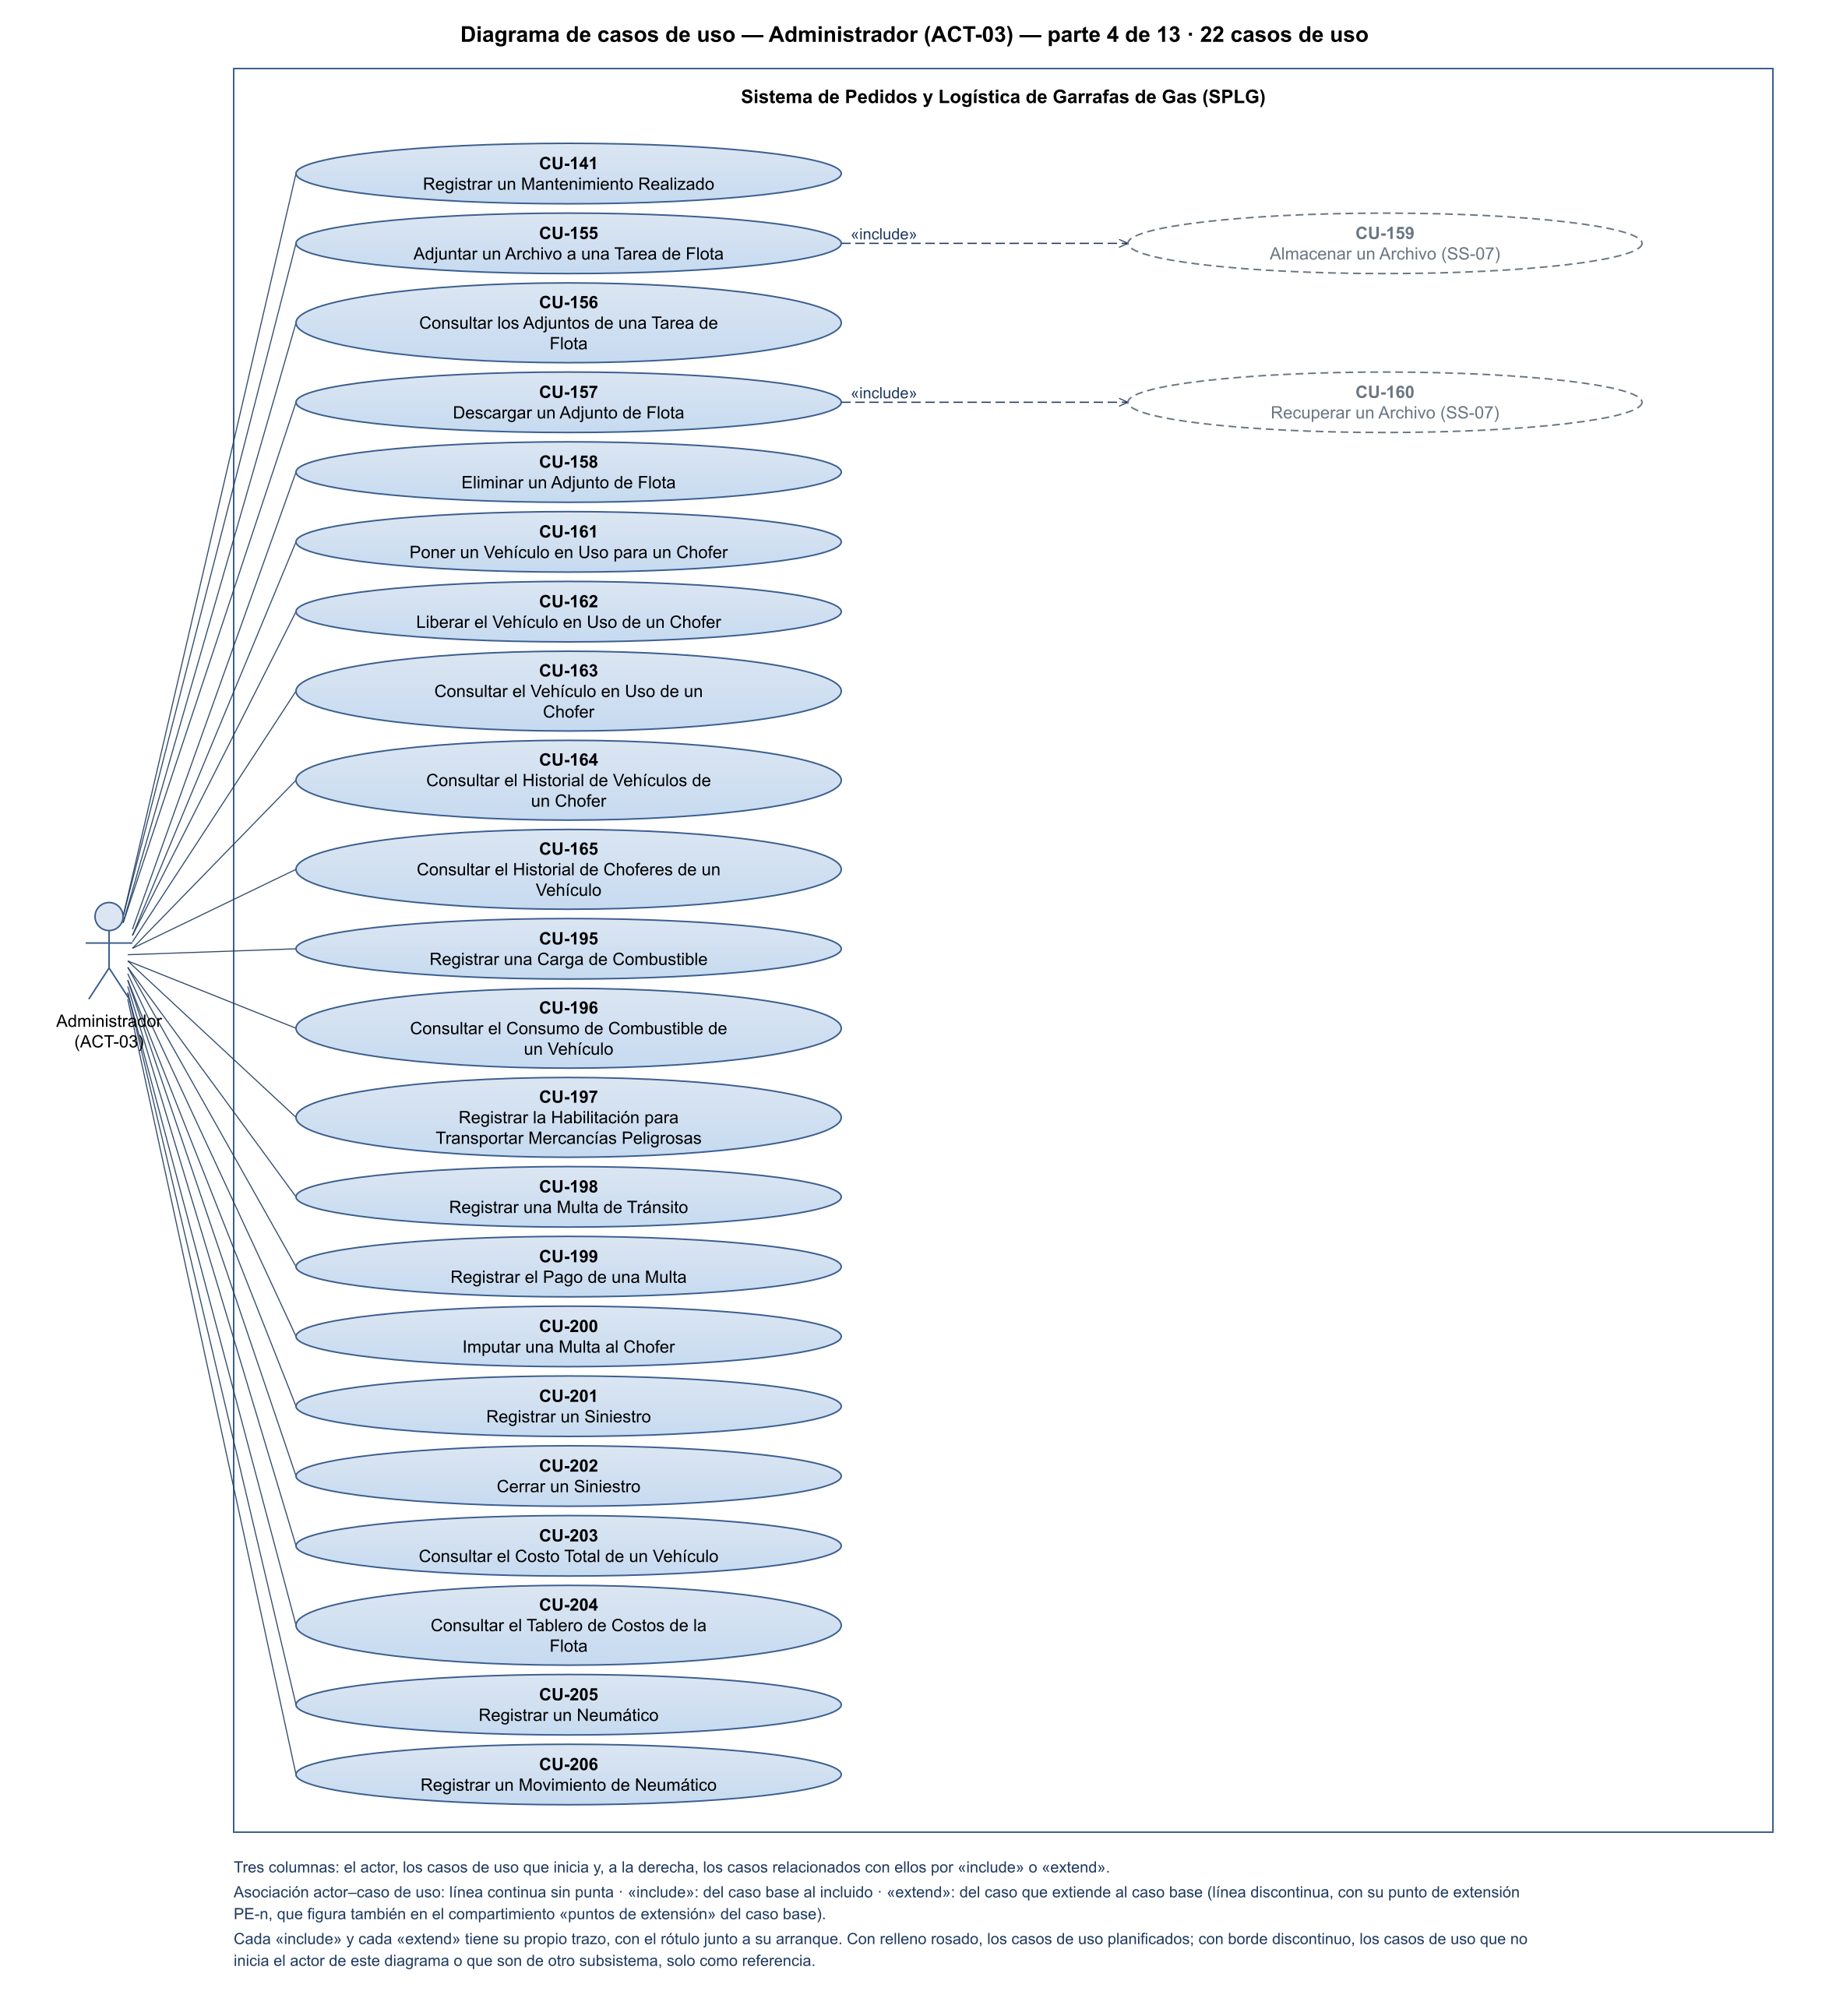 Diagrama de casos de uso — Administrador (ACT-03) — parte 4 de 13 · 22 casos de uso
Sistema de Pedidos y Logística de Garrafas de Gas (SPLG)
CU-141
Registrar un Mantenimiento Realizado
CU-155
Adjuntar un Archivo a una Tarea de Flota
«include»
CU-159
Almacenar un Archivo (SS-07)
CU-156
Consultar los Adjuntos de una Tarea de
Flota
CU-157
Descargar un Adjunto de Flota
«include»
CU-160
Recuperar un Archivo (SS-07)
CU-158
Eliminar un Adjunto de Flota
CU-161
Poner un Vehículo en Uso para un Chofer
CU-162
Liberar el Vehículo en Uso de un Chofer
CU-163
Consultar el Vehículo en Uso de un
Chofer
CU-164
Consultar el Historial de Vehículos de
un Chofer
CU-165
Consultar el Historial de Choferes de un
Vehículo
CU-195
Registrar una Carga de Combustible
Administrador
(ACT-03)
CU-196
Consultar el Consumo de Combustible de
un Vehículo
CU-197
Registrar la Habilitación para
Transportar Mercancías Peligrosas
CU-198
Registrar una Multa de Tránsito
CU-199
Registrar el Pago de una Multa
CU-200
Imputar una Multa al Chofer
CU-201
Registrar un Siniestro
CU-202
Cerrar un Siniestro
CU-203
Consultar el Costo Total de un Vehículo
CU-204
Consultar el Tablero de Costos de la
Flota
CU-205
Registrar un Neumático
CU-206
Registrar un Movimiento de Neumático
Tres columnas: el actor, los casos de uso que inicia y, a la derecha, los casos relacionados con ellos por «include» o «extend».
Asociación actor–caso de uso: línea continua sin punta · «include»: del caso base al incluido · «extend»: del caso que extiende al caso base (línea discontinua, con su punto de extensión
PE-n, que figura también en el compartimiento «puntos de extensión» del caso base).
Cada «include» y cada «extend» tiene su propio trazo, con el rótulo junto a su arranque. Con relleno rosado, los casos de uso planificados; con borde discontinuo, los casos de uso que no
inicia el actor de este diagrama o que son de otro subsistema, solo como referencia.